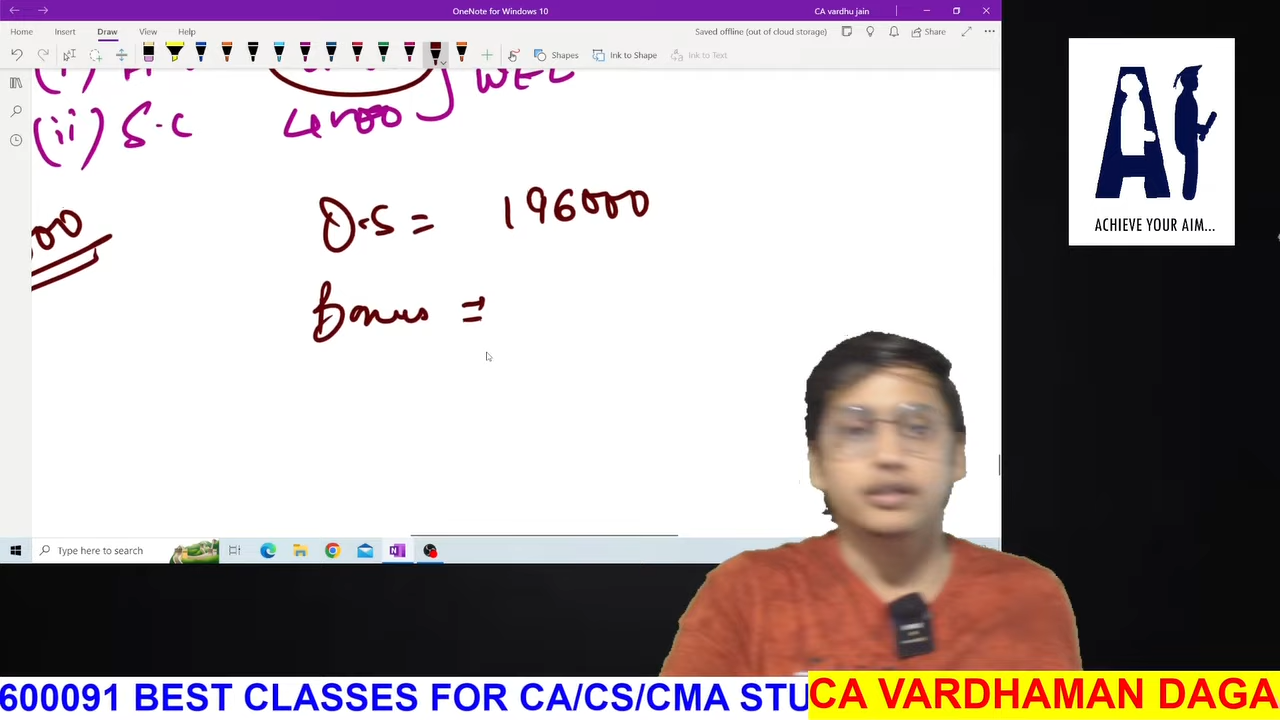 OneNote for Windows 10
CA vardhu jain
Home Insert Draw View Help
Saved offline (out of cloud storage)
Share
Shapes
Ink to Shape
Ink to Text
(ii) S.C
O.S = 196000
Bonus =
Type here to search
ACHIEVE YOUR AIM...
600091 BEST CLASSES FOR CA/CS/CMA STU
CA VARDHAMAN DAGA